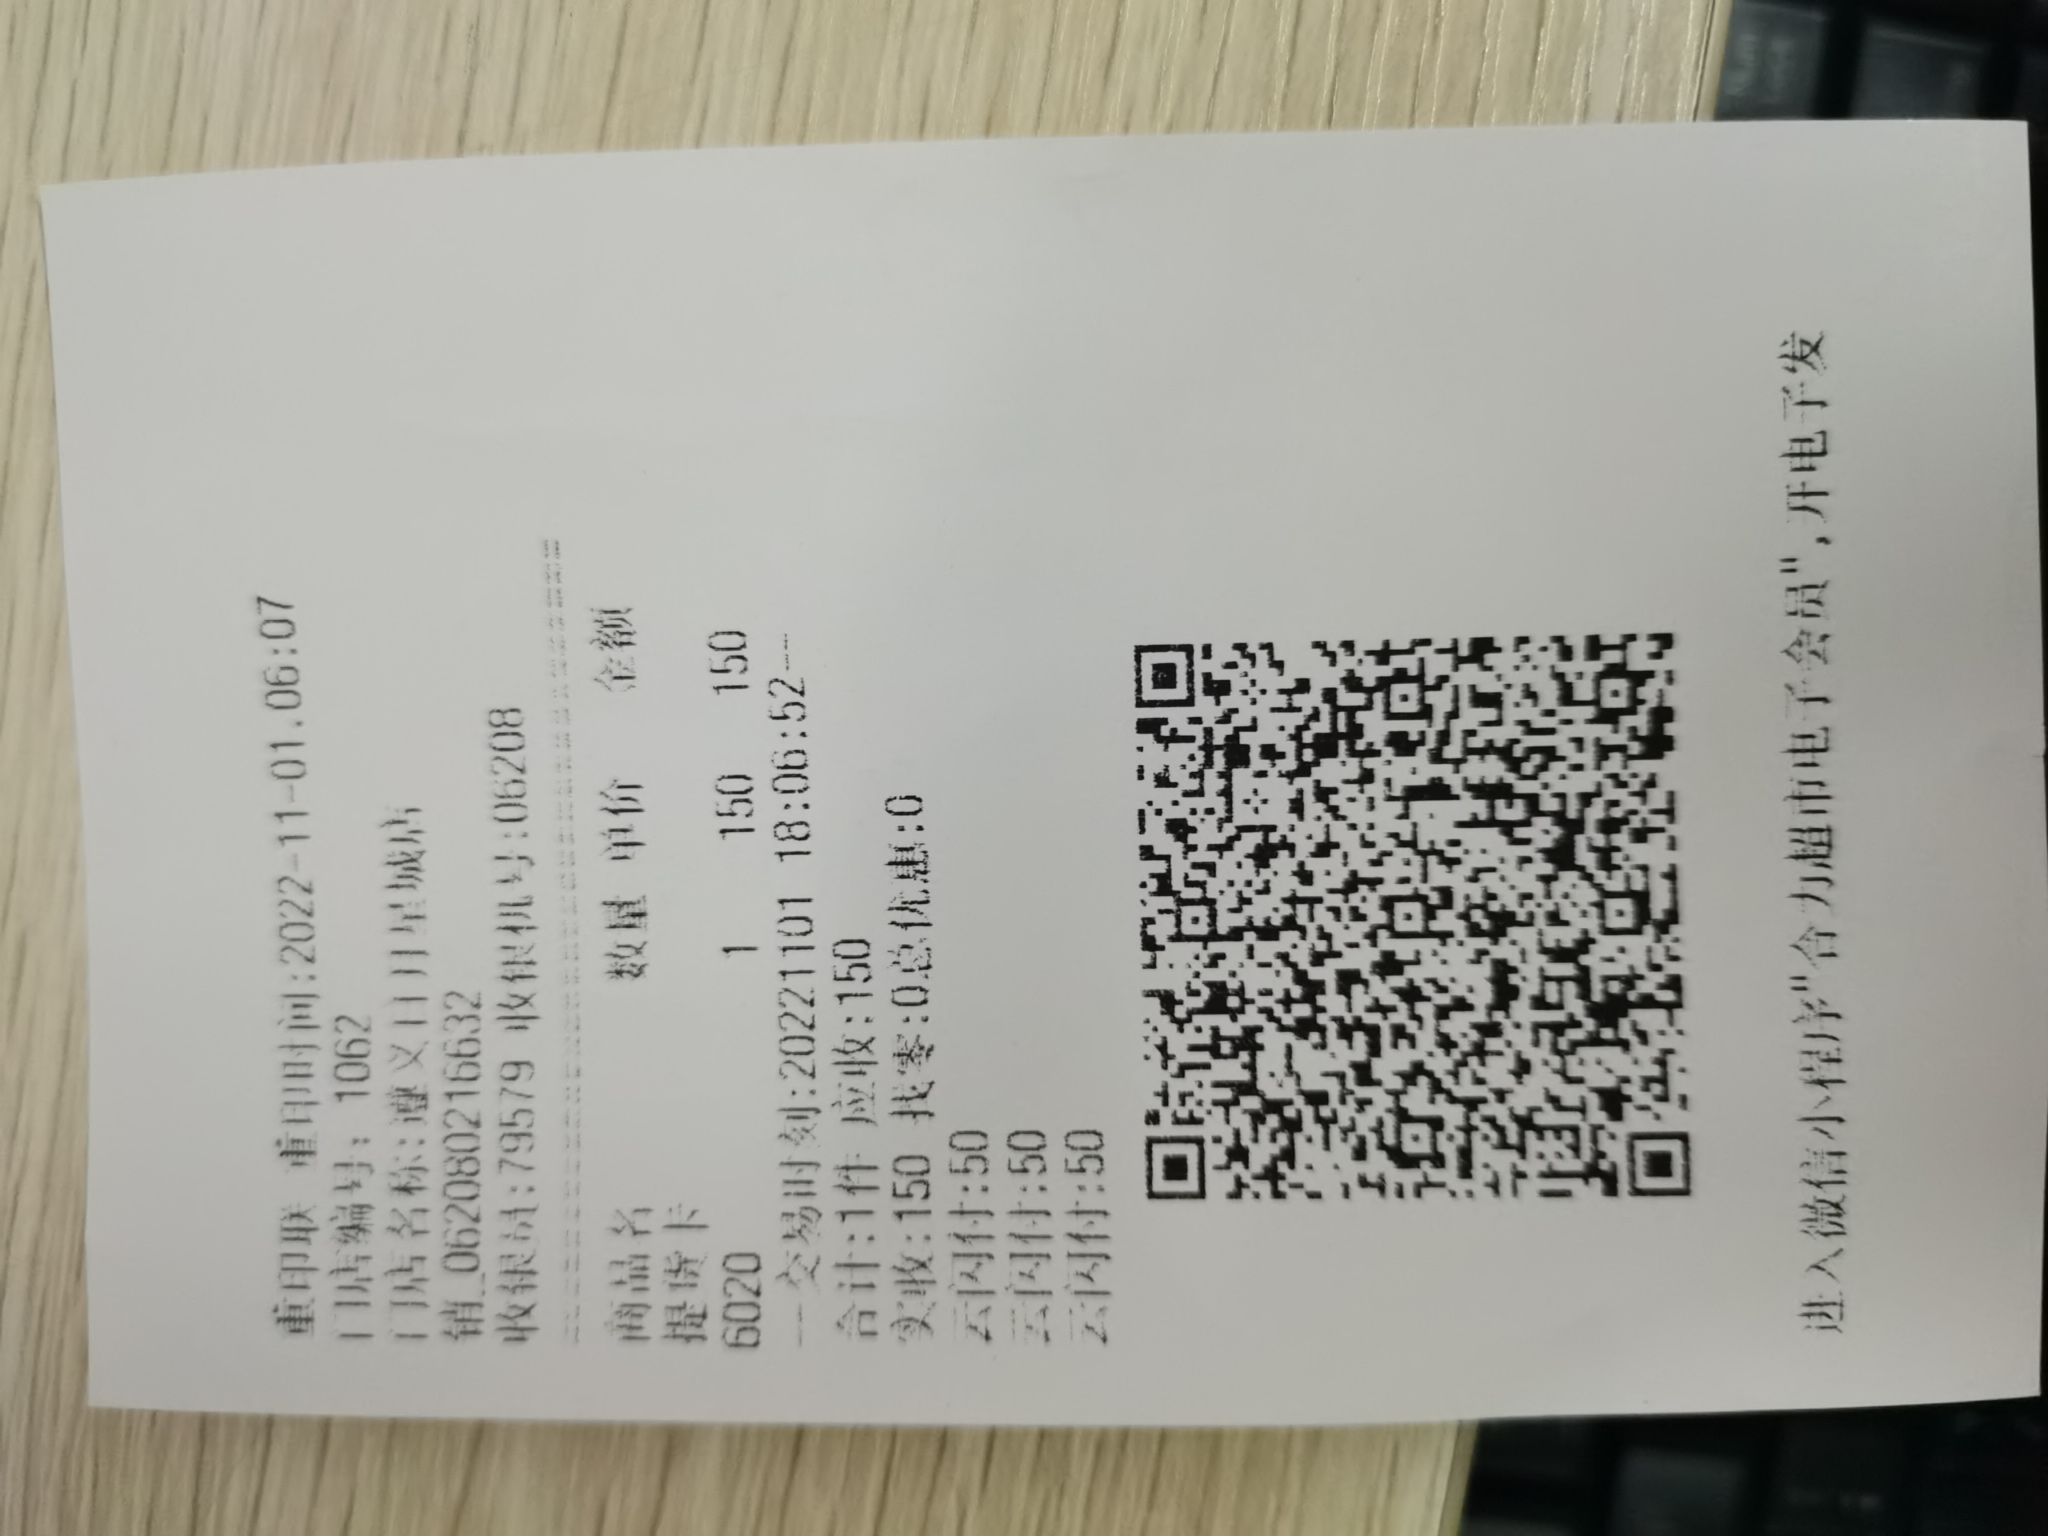 重印联 重印时间:2022-11-01.06:07
门店编号: 1062
门店名称:遵义日月星城店
销_0620802166​32
收银员:79579 收银机号:06208
商品名 数量 单价 金额
提货卡
6020 1 150 150
--交易时刻:20221101 18:06:52--
合计:1件 应收:150
实收:150 找零:0总优惠:0
云闪付:50
云闪付:50
云闪付:50
进入微信小程序"合力超市电子会员",开电子发